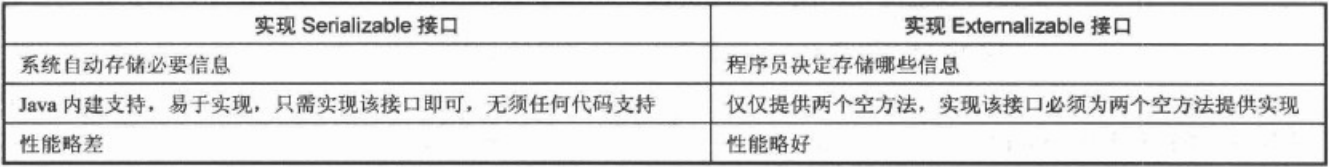 实现 Serializable 接口
实现 Externalizable 接口
系统自动存储必要信息
程序员决定存储哪些信息
Java 内建支持，易于实现，只需实现该接口即可，无须任何代码支持
仅仅提供两个空方法，实现该接口必须为两个空方法提供实现
性能略差
性能略好